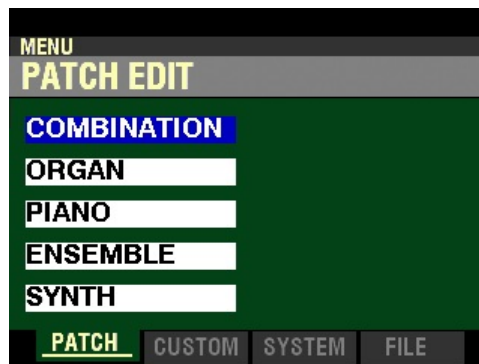 MENU
PATCH EDIT
COMBINATION
ORGAN
PIANO
ENSEMBLE
SYNTH
PATCH CUSTOM SYSTEM FILE